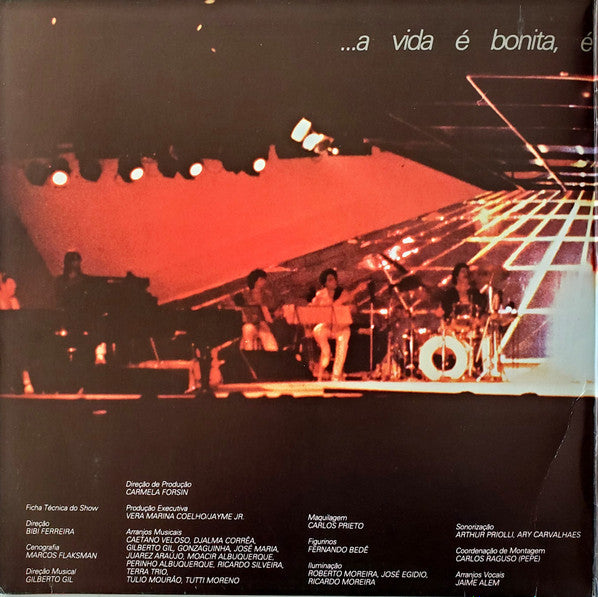 ...a vida é bonita, é
Ficha Técnica do Show
Direção
BIBI FERREIRA
Cenografia
MARCOS FLAKSMAN
Direção Musical
GILBERTO GIL
Direção de Produção
CARMELA FORSIN
Produção Executiva
VERA MARINA COELHO/JAYME JR.
Arranjos Musicais
CAETANO VELOSO, DJALMA CORRÊA,
GILBERTO GIL, GONZAGUINHA, JOSÉ MARIA,
JUAREZ ARAÚJO, MOACIR ALBUQUERQUE,
PERINHO ALBUQUERQUE, RICARDO SILVEIRA,
TERRA TRIO,
TULIO MOURÃO, TUTTI MORENO
Maquilagem
CARLOS PRIETO
Figurinos
FERNANDO BEDÊ
Iluminação
ROBERTO MOREIRA, JOSÉ EGIDIO,
RICARDO MOREIRA
Sonorização
ARTHUR PRIOLLI, ARY CARVALHAES
Coordenação de Montagem
CARLOS RAGUSO (PEPE)
Arranjos Vocais
JAIME ALEM